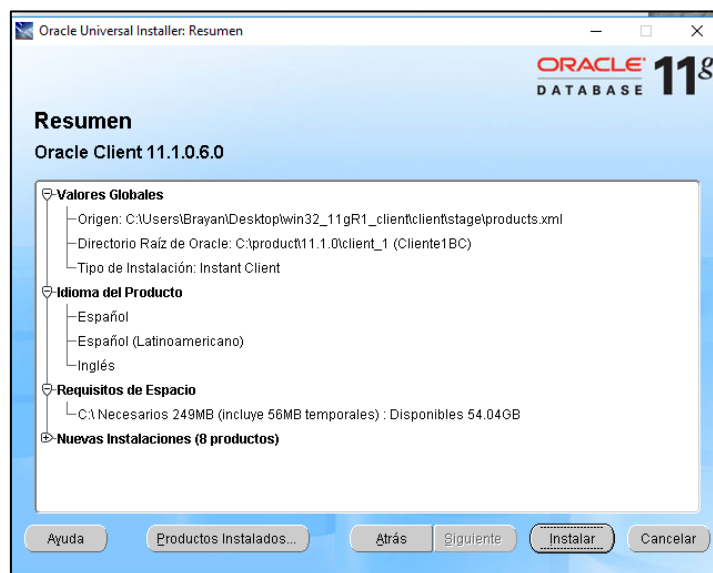 Oracle Universal Installer: Resumen
ORACLE 11g
DATABASE
Resumen
Oracle Client 11.1.0.6.0
Valores Globales
Origen: C:\Users\Brayan\Desktop\win32_11gR1_client\client\stage\products.xml
Directorio Raíz de Oracle: C:\product\11.1.0\client_1 (Cliente1BC)
Tipo de Instalación: Instant Client
Idioma del Producto
Español
Español (Latinoamericano)
Inglés
Requisitos de Espacio
C:\ Necesarios 249MB (incluye 56MB temporales) : Disponibles 54.04GB
Nuevas Instalaciones (8 productos)
Ayuda Productos Instalados... Atrás Siguiente Instalar Cancelar